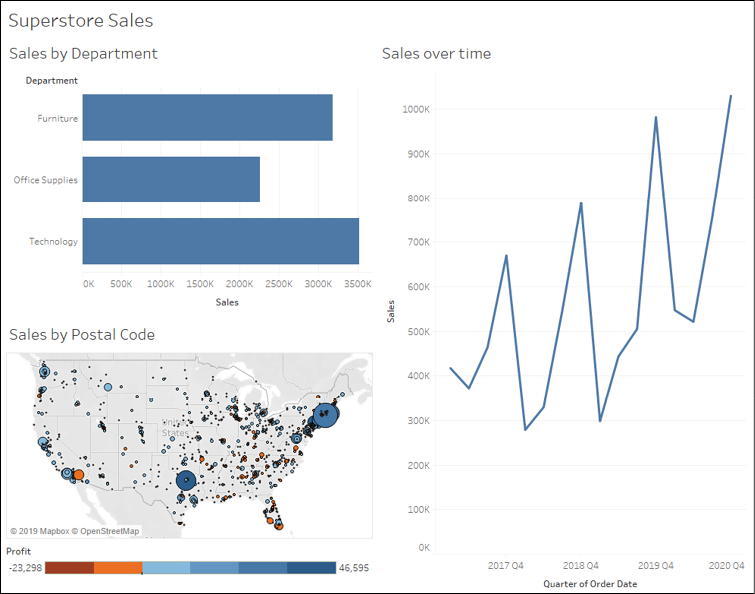 Superstore Sales
Sales by Department
Department
Furniture
Office Supplies
Technology
0K 500K 1000K 1500K 2000K 2500K 3000K 3500K
Sales
Sales by Postal Code
United
States
© 2019 Mapbox © OpenStreetMap
Profit
-23,298 46,595
Sales over time
1000K
900K
800K
700K
600K
500K
400K
300K
200K
100K
0K
Sales
2017 Q4 2018 Q4 2019 Q4 2020 Q4
Quarter of Order Date